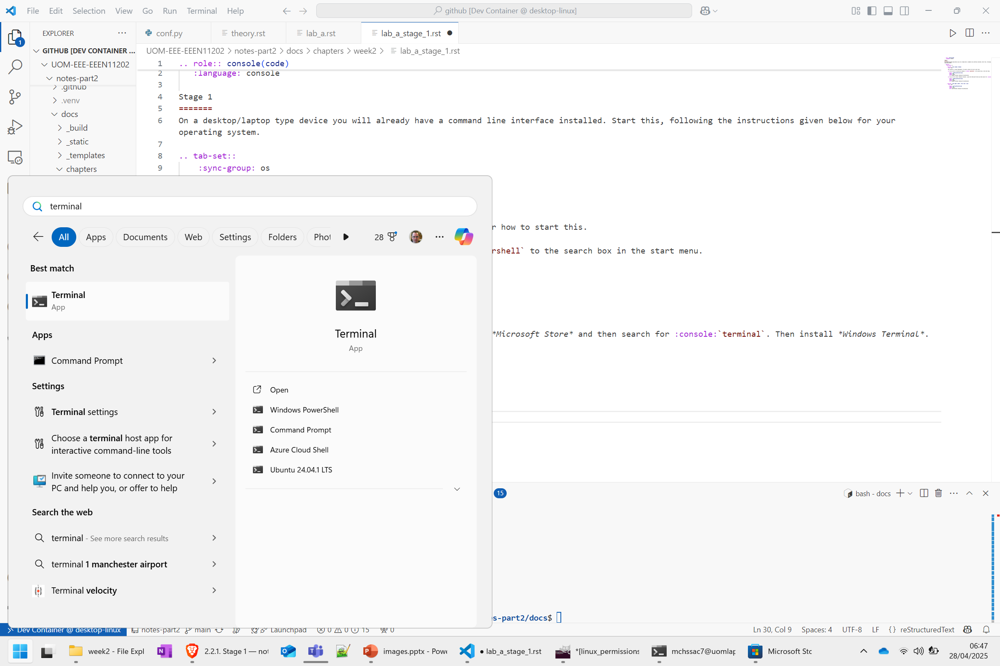 File Edit Selection View Go Run Terminal Help
github [Dev Container @ desktop-linux]
1
EXPLORER
GITHUB [DEV CONTAINER ...
UOM-EEE-EEEN11202
notes-part2
.github
.venv
docs
_build
_static
_templates
chapters
conf.py
theory.rst
lab_a.rst
lab_a_stage_1.rst
UOM-EEE-EEEN11202 > notes-part2 > docs > chapters > week2 > lab_a_stage_1.rst
1 .. role:: console(code)
2 :language: console
3
4 Stage 1
5 =======
6 On a desktop/laptop type device you will already have a command line interface installed. Start this, following the instructions given below for your
operating system.
7
8 .. tab-set::
9 :sync-group: os
r how to start this.
rshell` to the search box in the start menu.
*Microsoft Store* and then search for :console:`terminal`. Then install *Windows Terminal*.
terminal
All Apps Documents Web Settings Folders Phot
28
Best match
Terminal
App
Apps
Command Prompt
Settings
Terminal settings
Choose a terminal host app for
interactive command-line tools
Invite someone to connect to your
PC and help you, or offer to help
Search the web
terminal - See more search results
terminal 1 manchester airport
Terminal velocity
Terminal
App
Open
Windows PowerShell
Command Prompt
Azure Cloud Shell
Ubuntu 24.04.1 LTS
15
bash - docs
s-part2/docs$
Dev Container @ desktop-linux notes-part2 main Launchpad 0 0 15 0
Ln 30, Col 9 Spaces: 4 UTF-8 LF {} reStructuredText
week2 - File Expl
2.2.1. Stage 1 — not
images.pptx - Powe
● lab_a_stage_1.rst
*[linux_permissions
mchssac7@uomlap
Microsoft Sto
06:47
28/04/2025